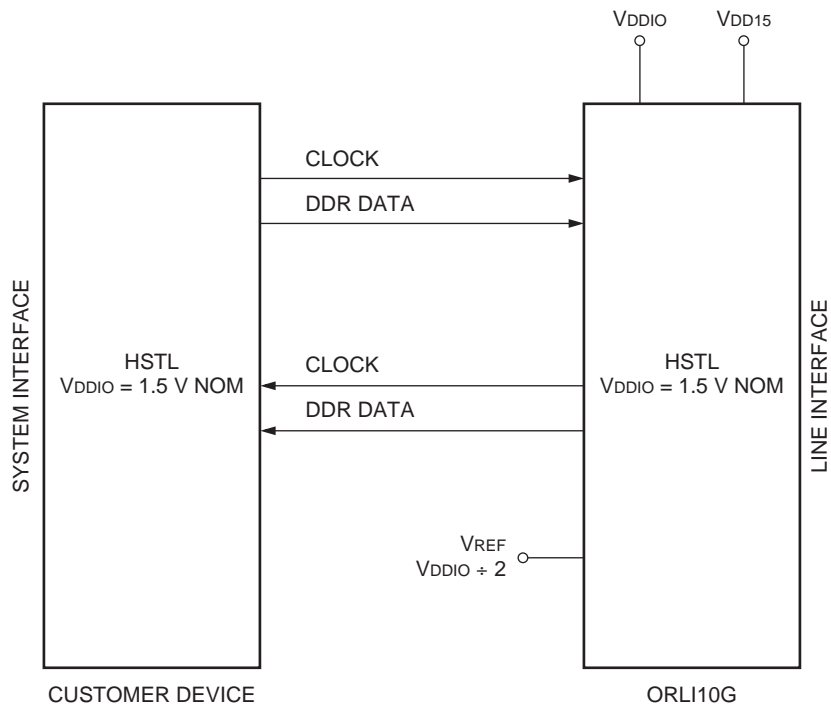 VDDIO VDD15
CLOCK
DDR DATA
SYSTEM INTERFACE
HSTL
VDDIO = 1.5 V NOM
CLOCK
DDR DATA
HSTL
VDDIO = 1.5 V NOM
LINE INTERFACE
VREF
VDDIO ÷ 2
CUSTOMER DEVICE
ORLI10G